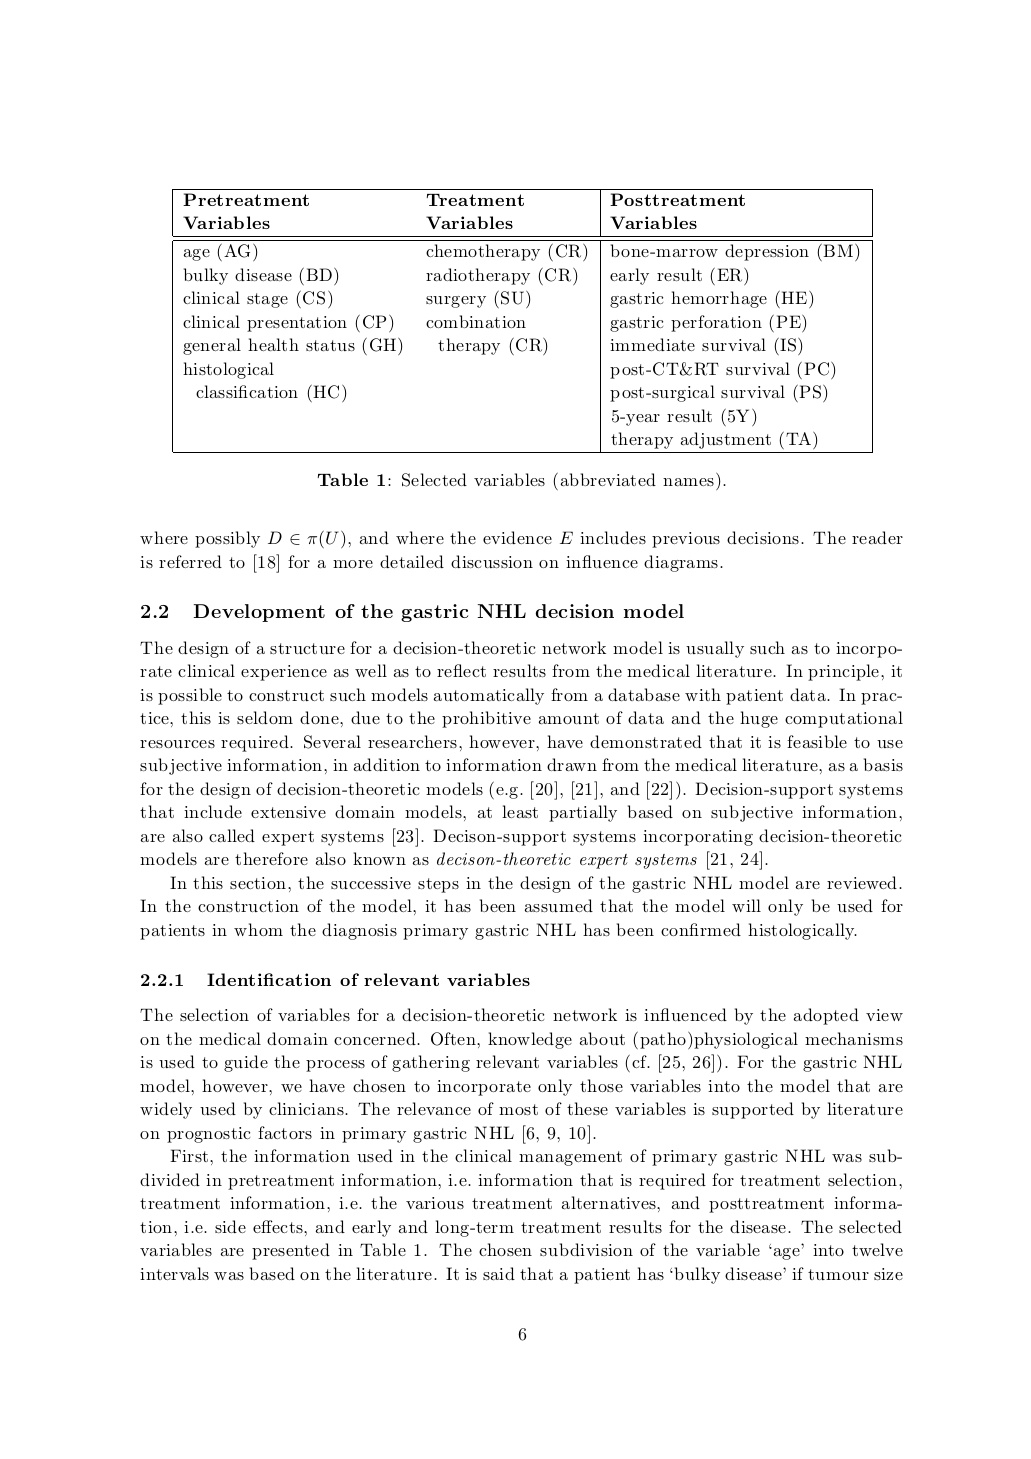 Pretreatment Variables Treatment Variables Posttreatment Variables
age (AG) chemotherapy (CR) bone-marrow depression (BM)
bulky disease (BD) radiotherapy (CR) early result (ER)
clinical stage (CS) surgery (SU) gastric hemorrhage (HE)
clinical presentation (CP) combination gastric perforation (PE)
general health status (GH) therapy (CR) immediate survival (IS)
histological post-CT&RT survival (PC)
classification (HC) post-surgical survival (PS)
5-year result (5Y)
therapy adjustment (TA)
Table 1: Selected variables (abbreviated names).
where possibly D ∈ π(U), and where the evidence E includes previous decisions. The reader
is referred to [18] for a more detailed discussion on influence diagrams.
2.2 Development of the gastric NHL decision model
The design of a structure for a decision-theoretic network model is usually such as to incorpo-
rate clinical experience as well as to reflect results from the medical literature. In principle, it
is possible to construct such models automatically from a database with patient data. In prac-
tice, this is seldom done, due to the prohibitive amount of data and the huge computational
resources required. Several researchers, however, have demonstrated that it is feasible to use
subjective information, in addition to information drawn from the medical literature, as a basis
for the design of decision-theoretic models (e.g. [20], [21], and [22]). Decision-support systems
that include extensive domain models, at least partially based on subjective information,
are also called expert systems [23]. Decison-support systems incorporating decision-theoretic
models are therefore also known as decison-theoretic expert systems [21, 24].
In this section, the successive steps in the design of the gastric NHL model are reviewed.
In the construction of the model, it has been assumed that the model will only be used for
patients in whom the diagnosis primary gastric NHL has been confirmed histologically.
2.2.1 Identification of relevant variables
The selection of variables for a decision-theoretic network is influenced by the adopted view
on the medical domain concerned. Often, knowledge about (patho)physiological mechanisms
is used to guide the process of gathering relevant variables (cf. [25, 26]). For the gastric NHL
model, however, we have chosen to incorporate only those variables into the model that are
widely used by clinicians. The relevance of most of these variables is supported by literature
on prognostic factors in primary gastric NHL [6, 9, 10].
First, the information used in the clinical management of primary gastric NHL was sub-
divided in pretreatment information, i.e. information that is required for treatment selection,
treatment information, i.e. the various treatment alternatives, and posttreatment informa-
tion, i.e. side effects, and early and long-term treatment results for the disease. The selected
variables are presented in Table 1. The chosen subdivision of the variable ‘age’ into twelve
intervals was based on the literature. It is said that a patient has ‘bulky disease’ if tumour size
6